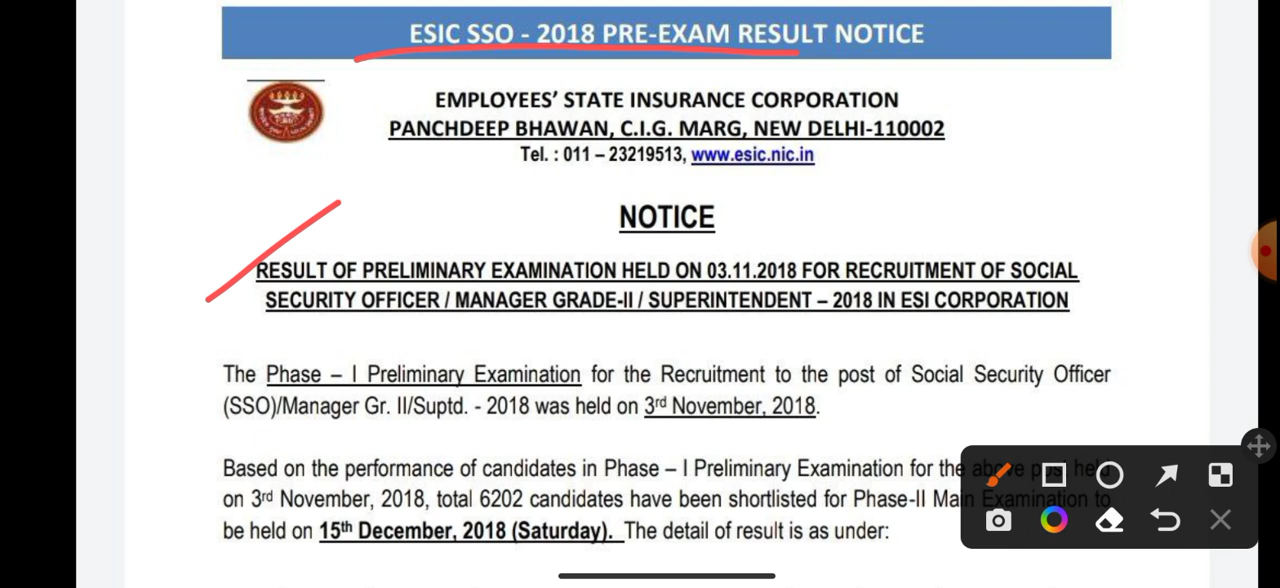 ESIC SSO - 2018 PRE-EXAM RESULT NOTICE
EMPLOYEES' STATE INSURANCE CORPORATION
PANCHDEEP BHAWAN, C.I.G. MARG, NEW DELHI-110002
Tel. : 011 – 23219513, www.esic.nic.in
NOTICE
RESULT OF PRELIMINARY EXAMINATION HELD ON 03.11.2018 FOR RECRUITMENT OF SOCIAL
SECURITY OFFICER / MANAGER GRADE-II / SUPERINTENDENT – 2018 IN ESI CORPORATION
The Phase – I Preliminary Examination for the Recruitment to the post of Social Security Officer
(SSO)/Manager Gr. II/Suptd. - 2018 was held on 3rd November, 2018.
Based on the performance of candidates in Phase – I Preliminary Examination for the above post held
on 3rd November, 2018, total 6202 candidates have been shortlisted for Phase-II Main Examination to
be held on 15th December, 2018 (Saturday). The detail of result is as under: